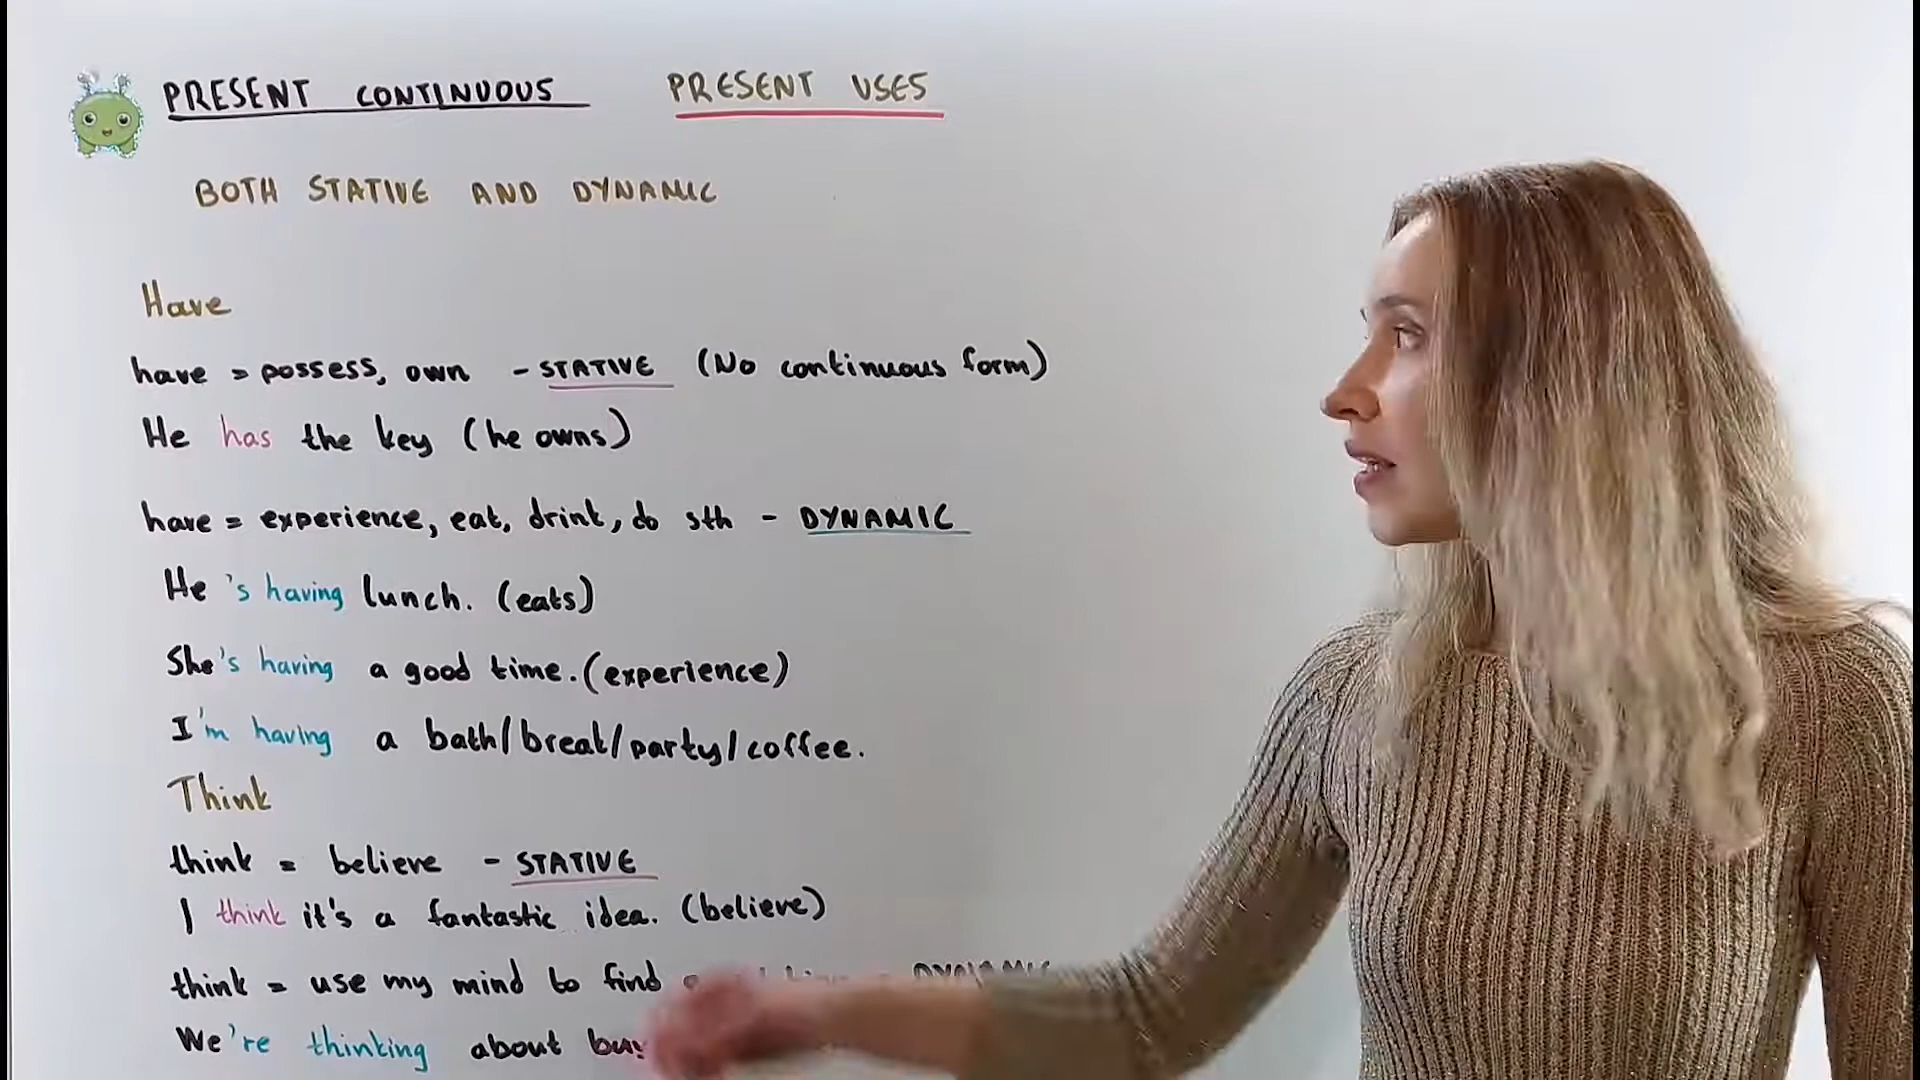 PRESENT CONTINUOUS PRESENT USES
BOTH STATIVE AND DYNAMIC
Have
have = possess, own - STATIVE (No continuous form)
He has the key (he owns)
have = experience, eat, drink, do sth - DYNAMIC
He 's having lunch. (eats)
She's having a good time. (experience)
I'm having a bath/break/party/coffee.
Think
think = believe - STATIVE
I think it's a fantastic idea. (believe)
think = use my mind to find DYNAMIC
We're thinking about